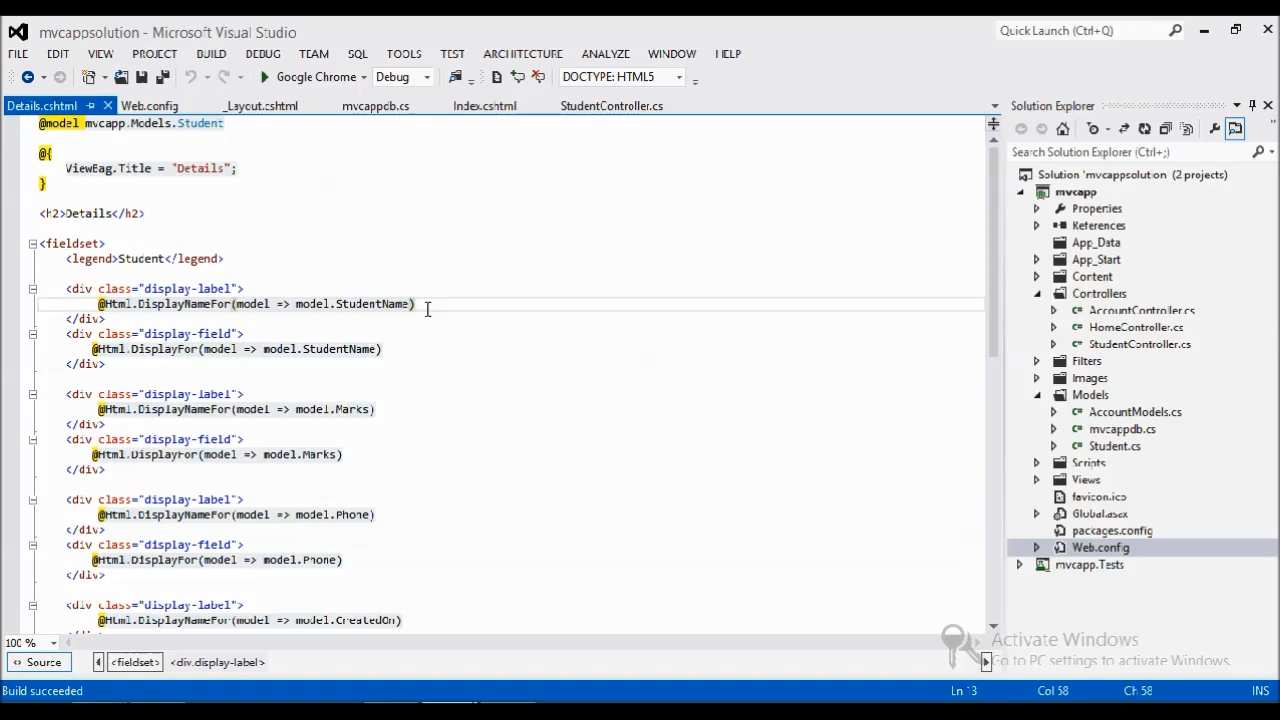 mvcappsolution - Microsoft Visual Studio
Quick Launch (Ctrl+Q)
FILE EDIT VIEW PROJECT BUILD DEBUG TEAM SQL TOOLS TEST ARCHITECTURE ANALYZE WINDOW HELP
Google Chrome Debug DOCTYPE: HTML5
Details.cshtml Web.config _Layout.cshtml mvcappdb.cs Index.cshtml StudentController.cs
@model mvcapp.Models.Student
@{
ViewBag.Title = "Details";
}
<h2>Details</h2>
<fieldset>
<legend>Student</legend>
<div class="display-label">
@Html.DisplayNameFor(model => model.StudentName)
</div>
<div class="display-field">
@Html.DisplayFor(model => model.StudentName)
</div>
<div class="display-label">
@Html.DisplayNameFor(model => model.Marks)
</div>
<div class="display-field">
@Html.DisplayFor(model => model.Marks)
</div>
<div class="display-label">
@Html.DisplayNameFor(model => model.Phone)
</div>
<div class="display-field">
@Html.DisplayFor(model => model.Phone)
</div>
<div class="display-label">
@Html.DisplayNameFor(model => model.CreatedOn)
100 %
Source <fieldset> <div.display-label>
Solution Explorer
Search Solution Explorer (Ctrl+;)
Solution 'mvcappsolution' (2 projects)
mvcapp
Properties
References
App_Data
App_Start
Content
Controllers
AccountController.cs
HomeController.cs
StudentController.cs
Filters
Images
Models
AccountModels.cs
mvcappdb.cs
Student.cs
Scripts
Views
favicon.ico
Global.asax
packages.config
Web.config
mvcapp.Tests
Activate Windows
Go to PC settings to activate Windows.
Build succeeded Ln 13 Col 58 Ch 58 INS